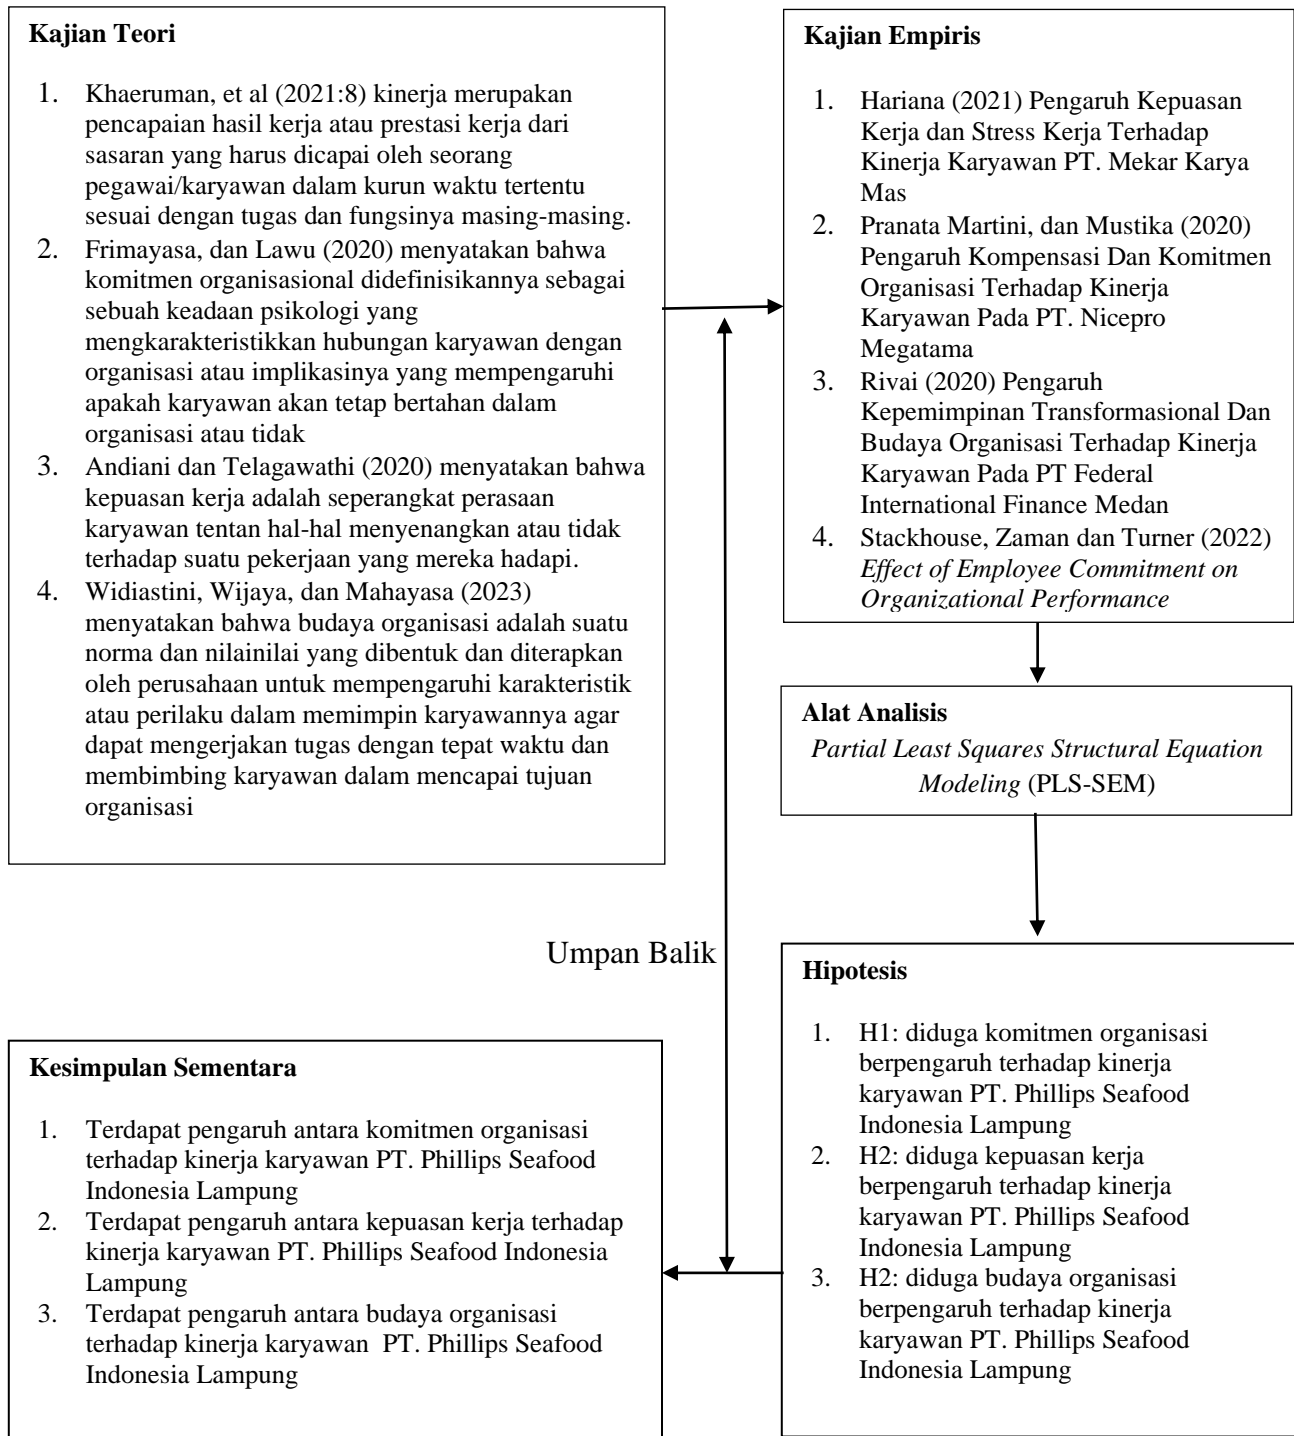 Kajian Teori
1. Khaeruman, et al (2021:8) kinerja merupakan
pencapaian hasil kerja atau prestasi kerja dari
sasaran yang harus dicapai oleh seorang
pegawai/karyawan dalam kurun waktu tertentu
sesuai dengan tugas dan fungsinya masing-masing.
2. Frimayasa, dan Lawu (2020) menyatakan bahwa
komitmen organisasional didefinisikannya sebagai
sebuah keadaan psikologi yang
mengkarakteristikkan hubungan karyawan dengan
organisasi atau implikasinya yang mempengaruhi
apakah karyawan akan tetap bertahan dalam
organisasi atau tidak
3. Andiani dan Telagawathi (2020) menyatakan bahwa
kepuasan kerja adalah seperangkat perasaan
karyawan tentan hal-hal menyenangkan atau tidak
terhadap suatu pekerjaan yang mereka hadapi.
4. Widiastini, Wijaya, dan Mahayasa (2023)
menyatakan bahwa budaya organisasi adalah suatu
norma dan nilainilai yang dibentuk dan diterapkan
oleh perusahaan untuk mempengaruhi karakteristik
atau perilaku dalam memimpin karyawannya agar
dapat mengerjakan tugas dengan tepat waktu dan
membimbing karyawan dalam mencapai tujuan
organisasi
Kajian Empiris
1. Hariana (2021) Pengaruh Kepuasan
Kerja dan Stress Kerja Terhadap
Kinerja Karyawan PT. Mekar Karya
Mas
2. Pranata Martini, dan Mustika (2020)
Pengaruh Kompensasi Dan Komitmen
Organisasi Terhadap Kinerja
Karyawan Pada PT. Nicepro
Megatama
3. Rivai (2020) Pengaruh
Kepemimpinan Transformasional Dan
Budaya Organisasi Terhadap Kinerja
Karyawan Pada PT Federal
International Finance Medan
4. Stackhouse, Zaman dan Turner (2022)
Effect of Employee Commitment on
Organizational Performance
Alat Analisis
Partial Least Squares Structural Equation
Modeling (PLS-SEM)
Umpan Balik
Hipotesis
1. H1: diduga komitmen organisasi
berpengaruh terhadap kinerja
karyawan PT. Phillips Seafood
Indonesia Lampung
2. H2: diduga kepuasan kerja
berpengaruh terhadap kinerja
karyawan PT. Phillips Seafood
Indonesia Lampung
3. H2: diduga budaya organisasi
berpengaruh terhadap kinerja
karyawan PT. Phillips Seafood
Indonesia Lampung
Kesimpulan Sementara
1. Terdapat pengaruh antara komitmen organisasi
terhadap kinerja karyawan PT. Phillips Seafood
Indonesia Lampung
2. Terdapat pengaruh antara kepuasan kerja terhadap
kinerja karyawan PT. Phillips Seafood Indonesia
Lampung
3. Terdapat pengaruh antara budaya organisasi
terhadap kinerja karyawan PT. Phillips Seafood
Indonesia Lampung